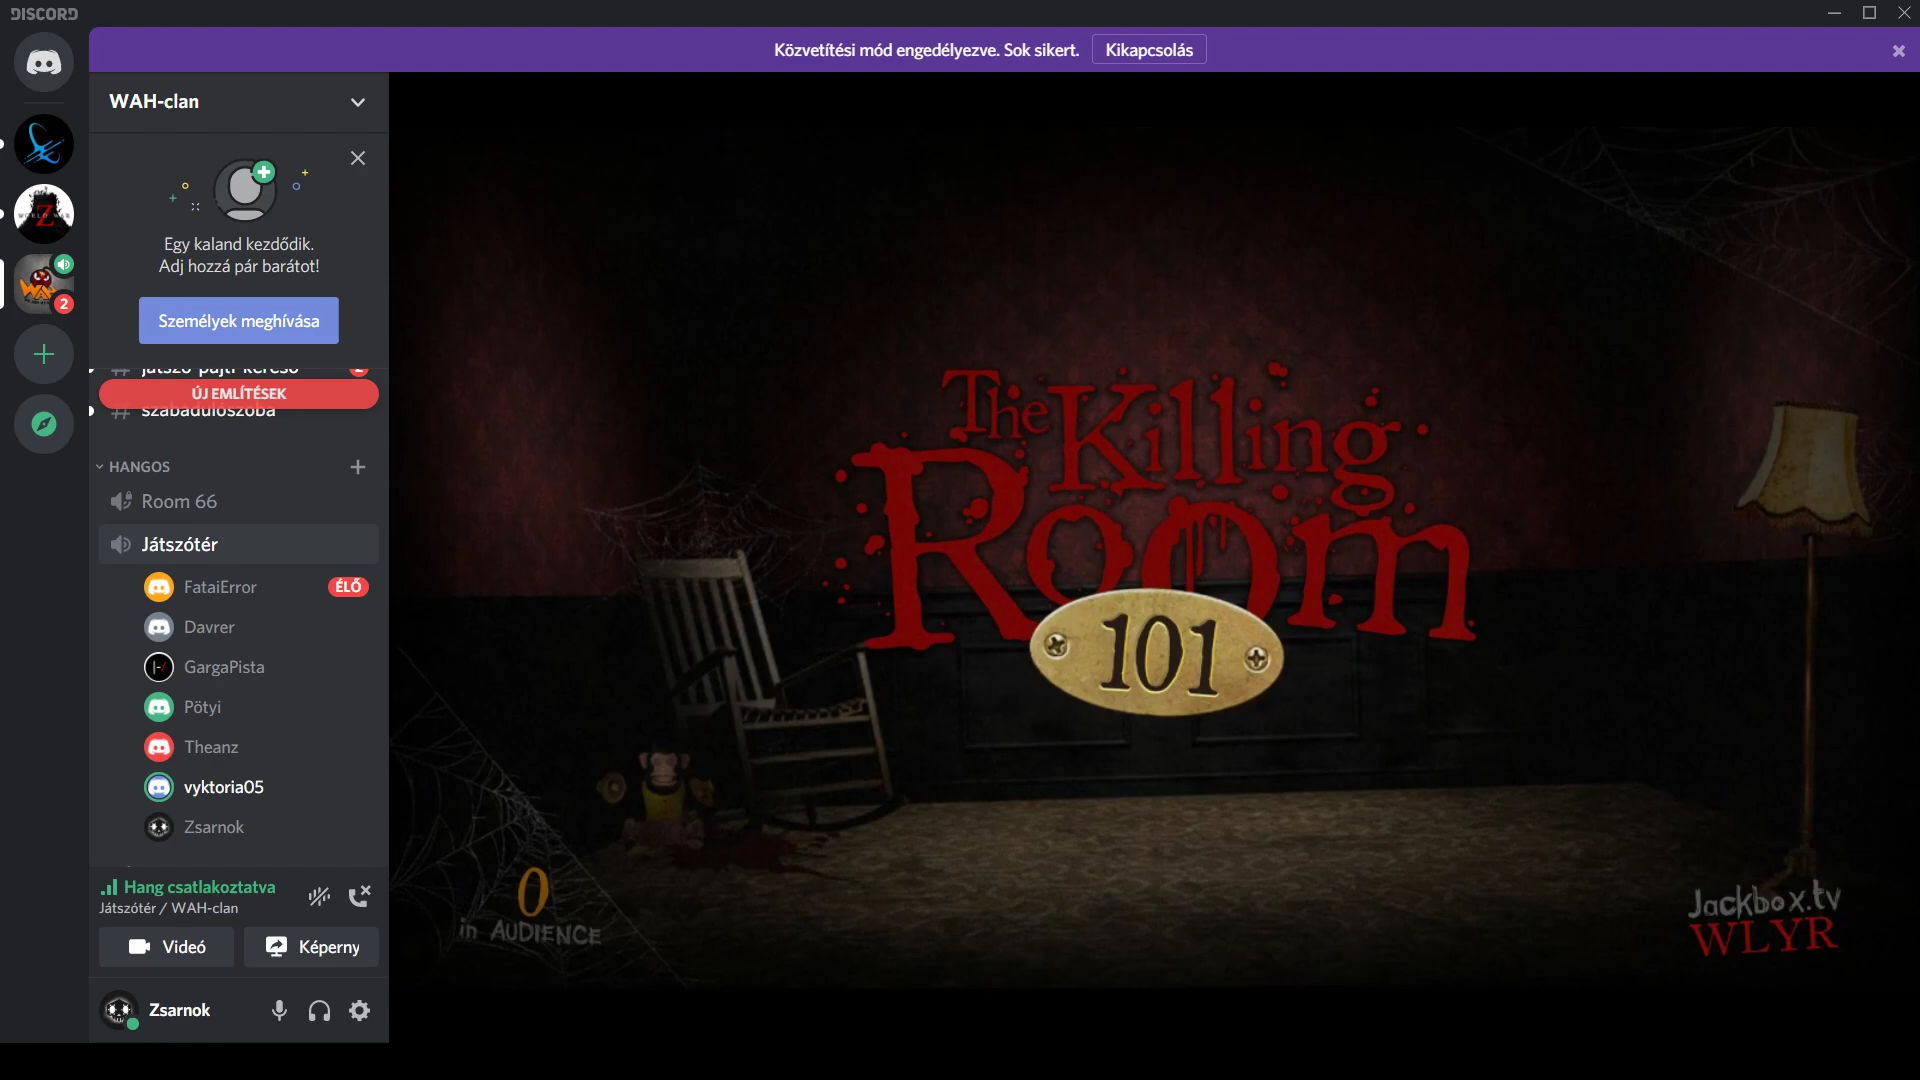 DISCORD
Közvetítési mód engedélyezve. Sok sikert.
Kikapcsolás
WAH-clan
Egy kaland kezdődik.
Adj hozzá pár barátot!
Személyek meghívása
2
ÚJ EMLÍTÉSEK
szabadulószoba
HANGOS
Room 66
Játszótér
FataiError
ÉLŐ
Davrer
GargaPista
Pötyi
Theanz
vyktoria05
Zsarnok
Hang csatlakoztatva
Játszótér / WAH-clan
Videó
Képerny
Zsarnok
The Killing
Room
101
0
in AUDIENCE
Jackbox.tv
WLYR